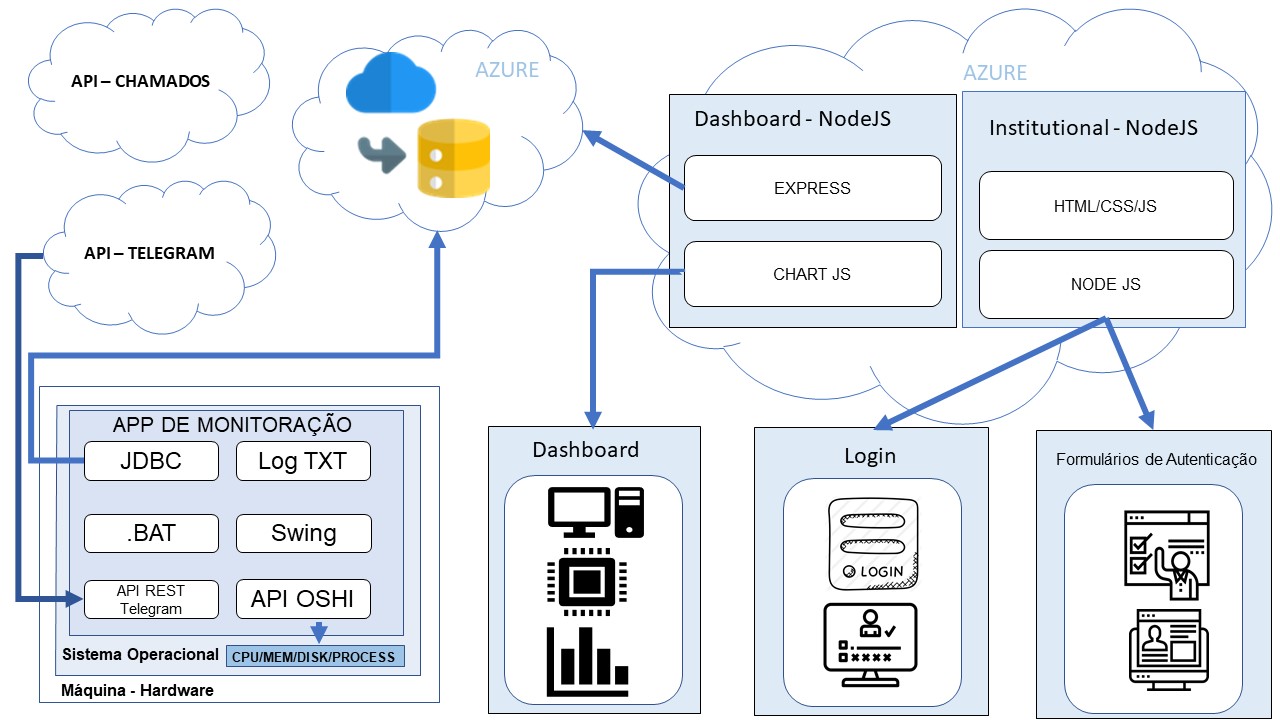 API – CHAMADOS
API – TELEGRAM
AZURE
AZURE
Dashboard - NodeJS
EXPRESS
CHART JS
Institutional - NodeJS
HTML/CSS/JS
NODE JS
APP DE MONITORAÇÃO
JDBC
Log TXT
.BAT
Swing
API REST
Telegram
API OSHI
Sistema Operacional
CPU/MEM/DISK/PROCESS
Máquina - Hardware
Dashboard
Login
LOGIN
Formulários de Autenticação